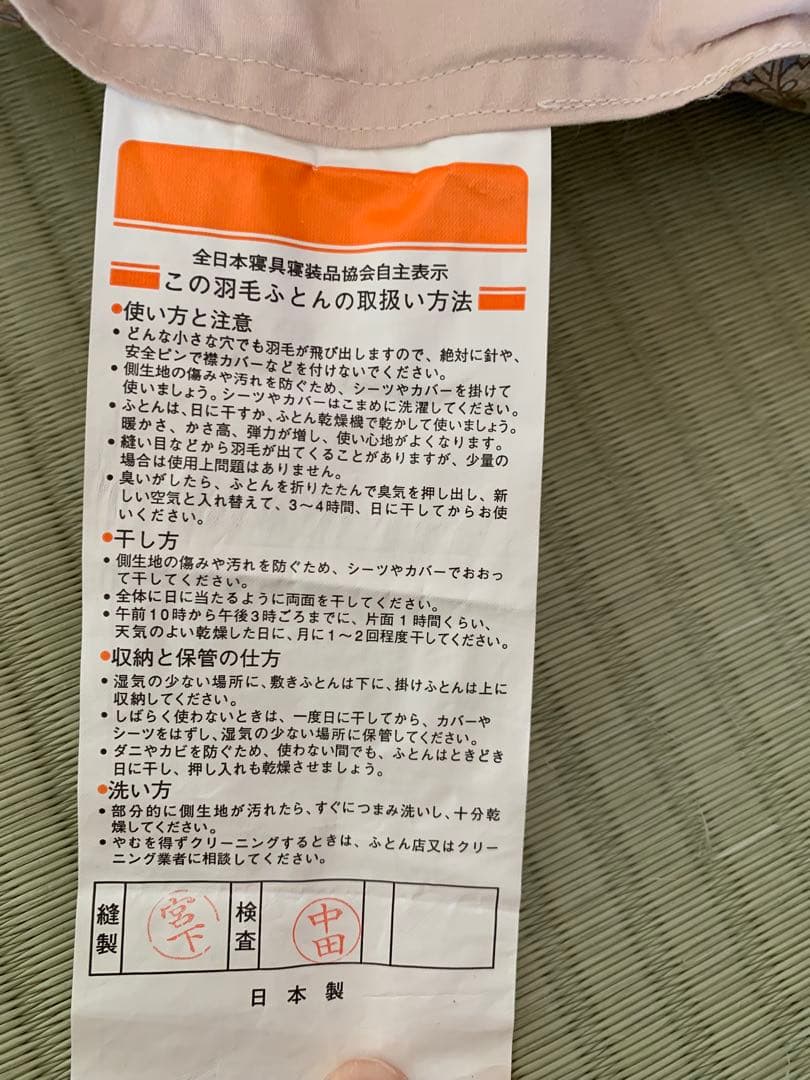 全日本寝具寝装品協会自主表示
この羽毛ふとんの取扱い方法
●使い方と注意
• どんな小さな穴でも羽毛が飛び出しますので、絶対に針や、
安全ピンで襟カバーなどを付けないでください。
• 側生地の傷みや汚れを防ぐため、シーツやカバーを掛けて
使いましょう。シーツやカバーはこまめに洗濯してください。
• ふとんは、日に干すか、ふとん乾燥機で乾かして使いましょう。
暖かさ、かさ高、弾力が増し、使い心地がよくなります。
• 縫い目などから羽毛が出てくることがありますが、少量の
場合は使用上問題はありません。
• 臭いがしたら、ふとんを折りたたんで臭気を押し出し、新
しい空気と入れ替えて、3〜4時間、日に干してからお使
いください。
●干し方
• 側生地の傷みや汚れを防ぐため、シーツやカバーでおおっ
て干してください。
• 全体に日に当たるように両面を干してください。
• 午前10時から午後3時ごろまでに、片面1時間くらい、
天気のよい乾燥した日に、月に1〜2回程度干してください。
●収納と保管の仕方
• 湿気の少ない場所に、敷きふとんは下に、掛けふとんは上に
収納してください。
• しばらく使わないときは、一度日に干してから、カバーや
シーツをはずし、湿気の少ない場所に保管してください。
• ダニやカビを防ぐため、使わない間でも、ふとんはときどき
日に干し、押し入れも乾燥させましょう。
●洗い方
• 部分的に側生地が汚れたら、すぐにつまみ洗いし、十分乾
燥してください。
• やむを得ずクリーニングするときは、ふとん店又はクリー
ニング業者に相談してください。
縫製 宮下 検査 中田
日本製